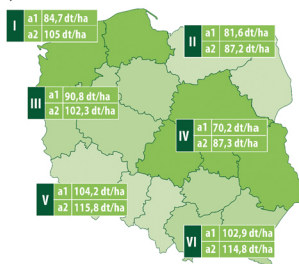 I a1 84,7 dt/ha
a2 105 dt/ha
II a1 81,6 dt/ha
a2 87,2 dt/ha
III a1 90,8 dt/ha
a2 102,3 dt/ha
IV a1 70,2 dt/ha
a2 87,3 dt/ha
V a1 104,2 dt/ha
a2 115,8 dt/ha
VI a1 102,9 dt/ha
a2 114,8 dt/ha